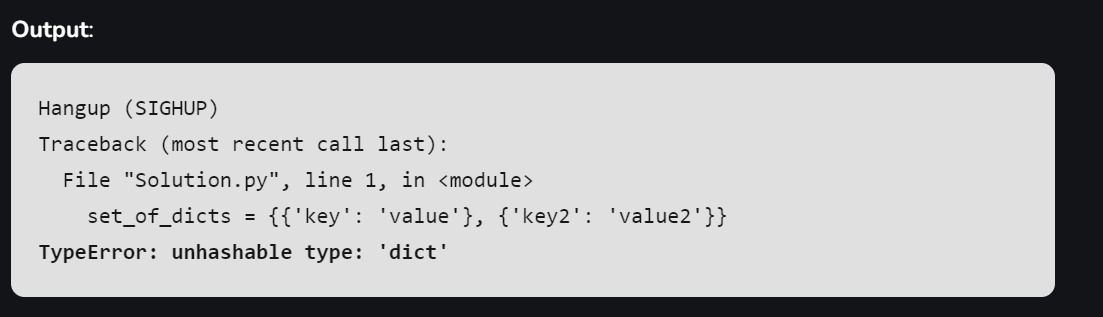 Output:
Hangup (SIGHUP)
Traceback (most recent call last):
  File "Solution.py", line 1, in <module>
    set_of_dicts = {{'key': 'value'}, {'key2': 'value2'}}
TypeError: unhashable type: 'dict'